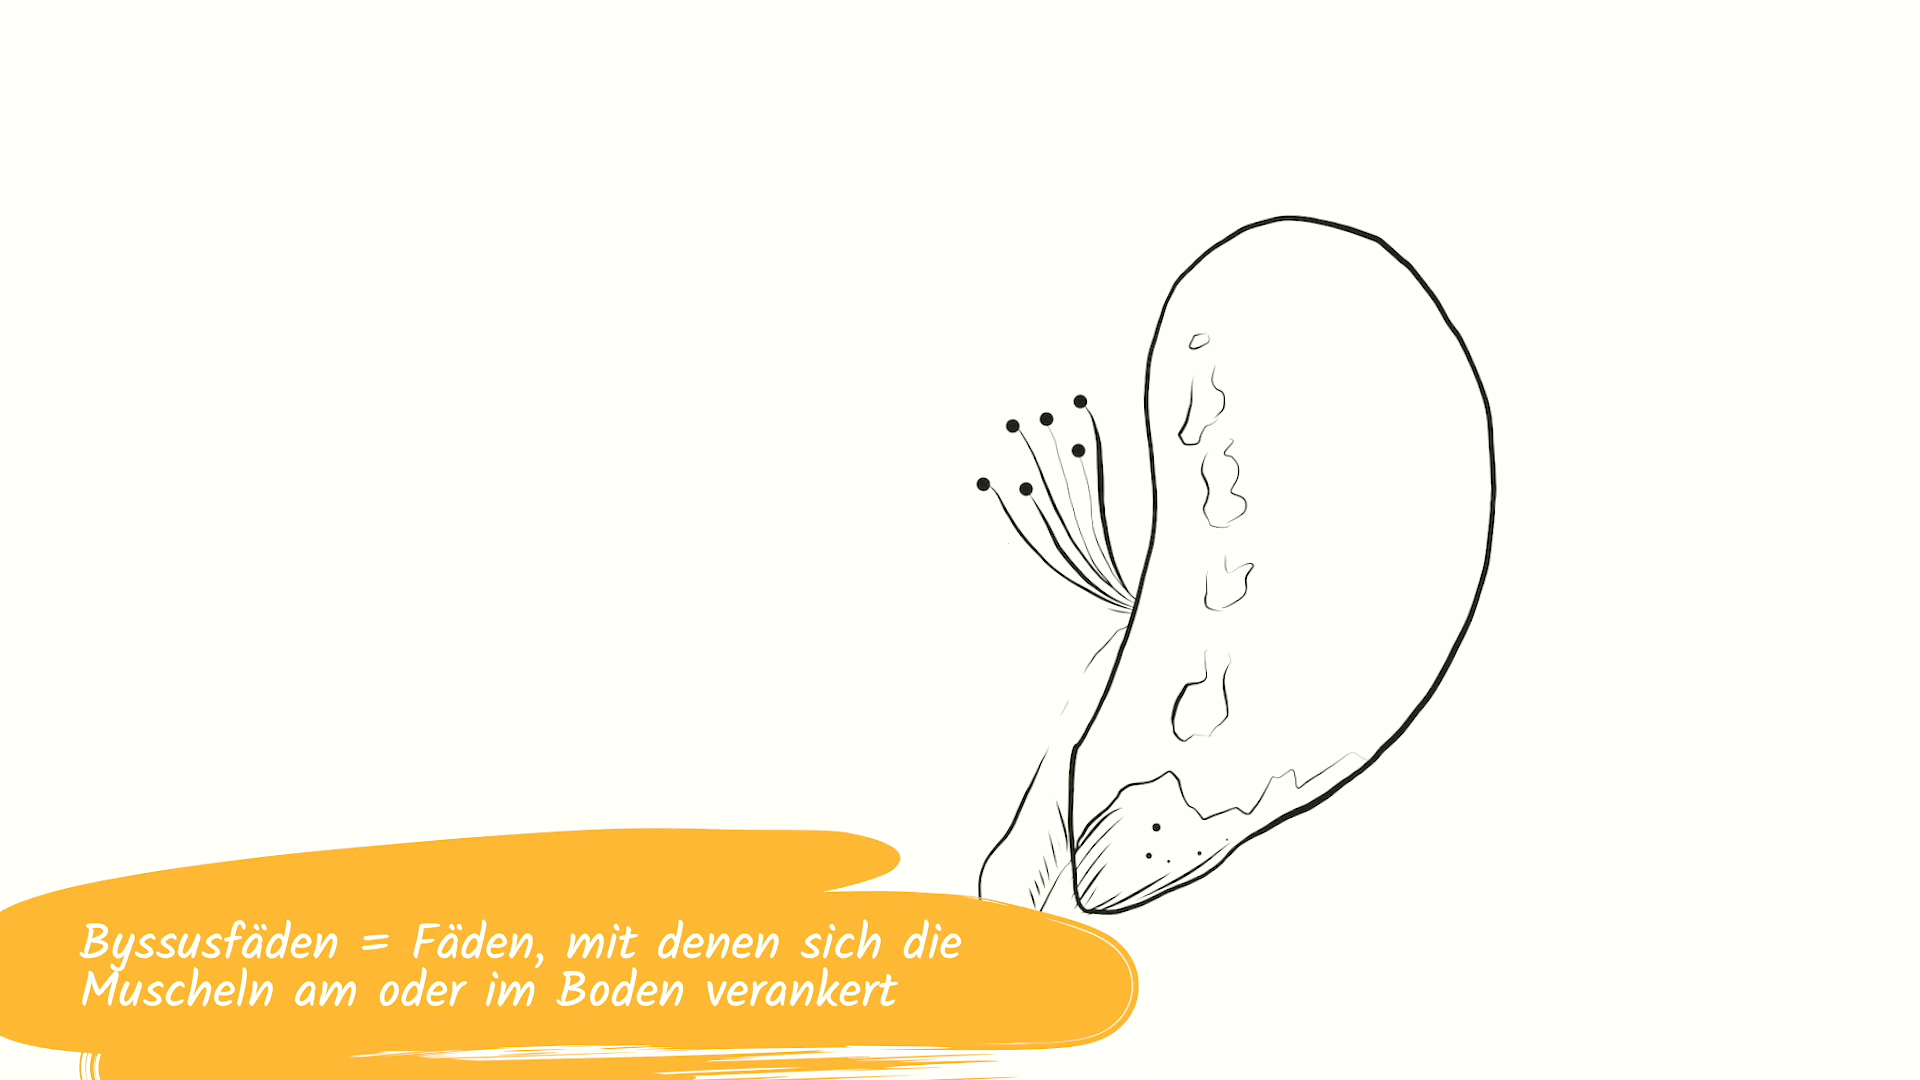 Byssusfäden = Fäden, mit denen sich die
Muscheln am oder im Boden verankert